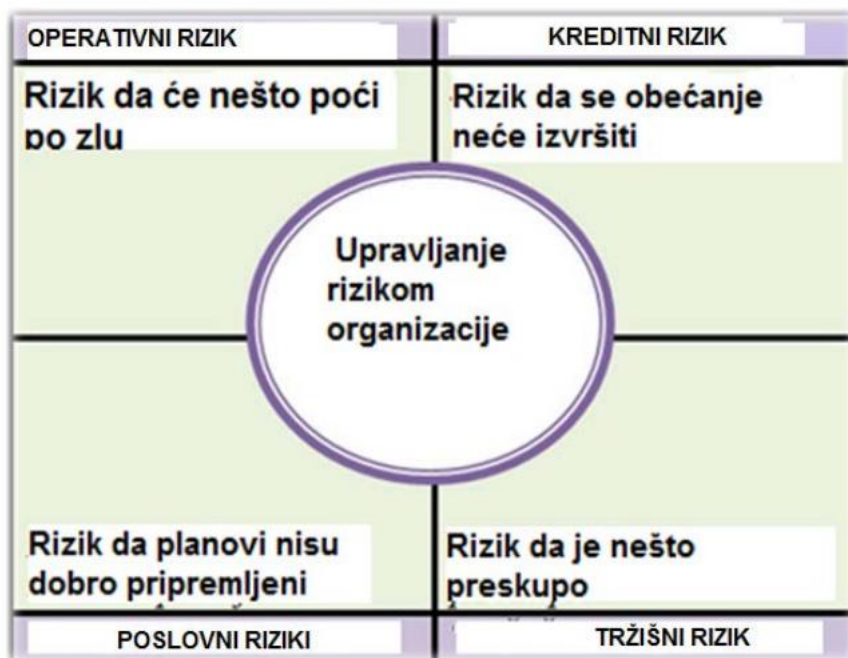 OPERATIVNI RIZIK
KREDITNI RIZIK
Rizik da će nešto poći
po zlu
Rizik da se obećanje
neće izvršiti
Upravljanje
rizikom
organizacije
Rizik da planovi nisu
dobro pripremljeni
Rizik da je nešto
preskupo
POSLOVNI RIZIKI
TRŽIŠNI RIZIK